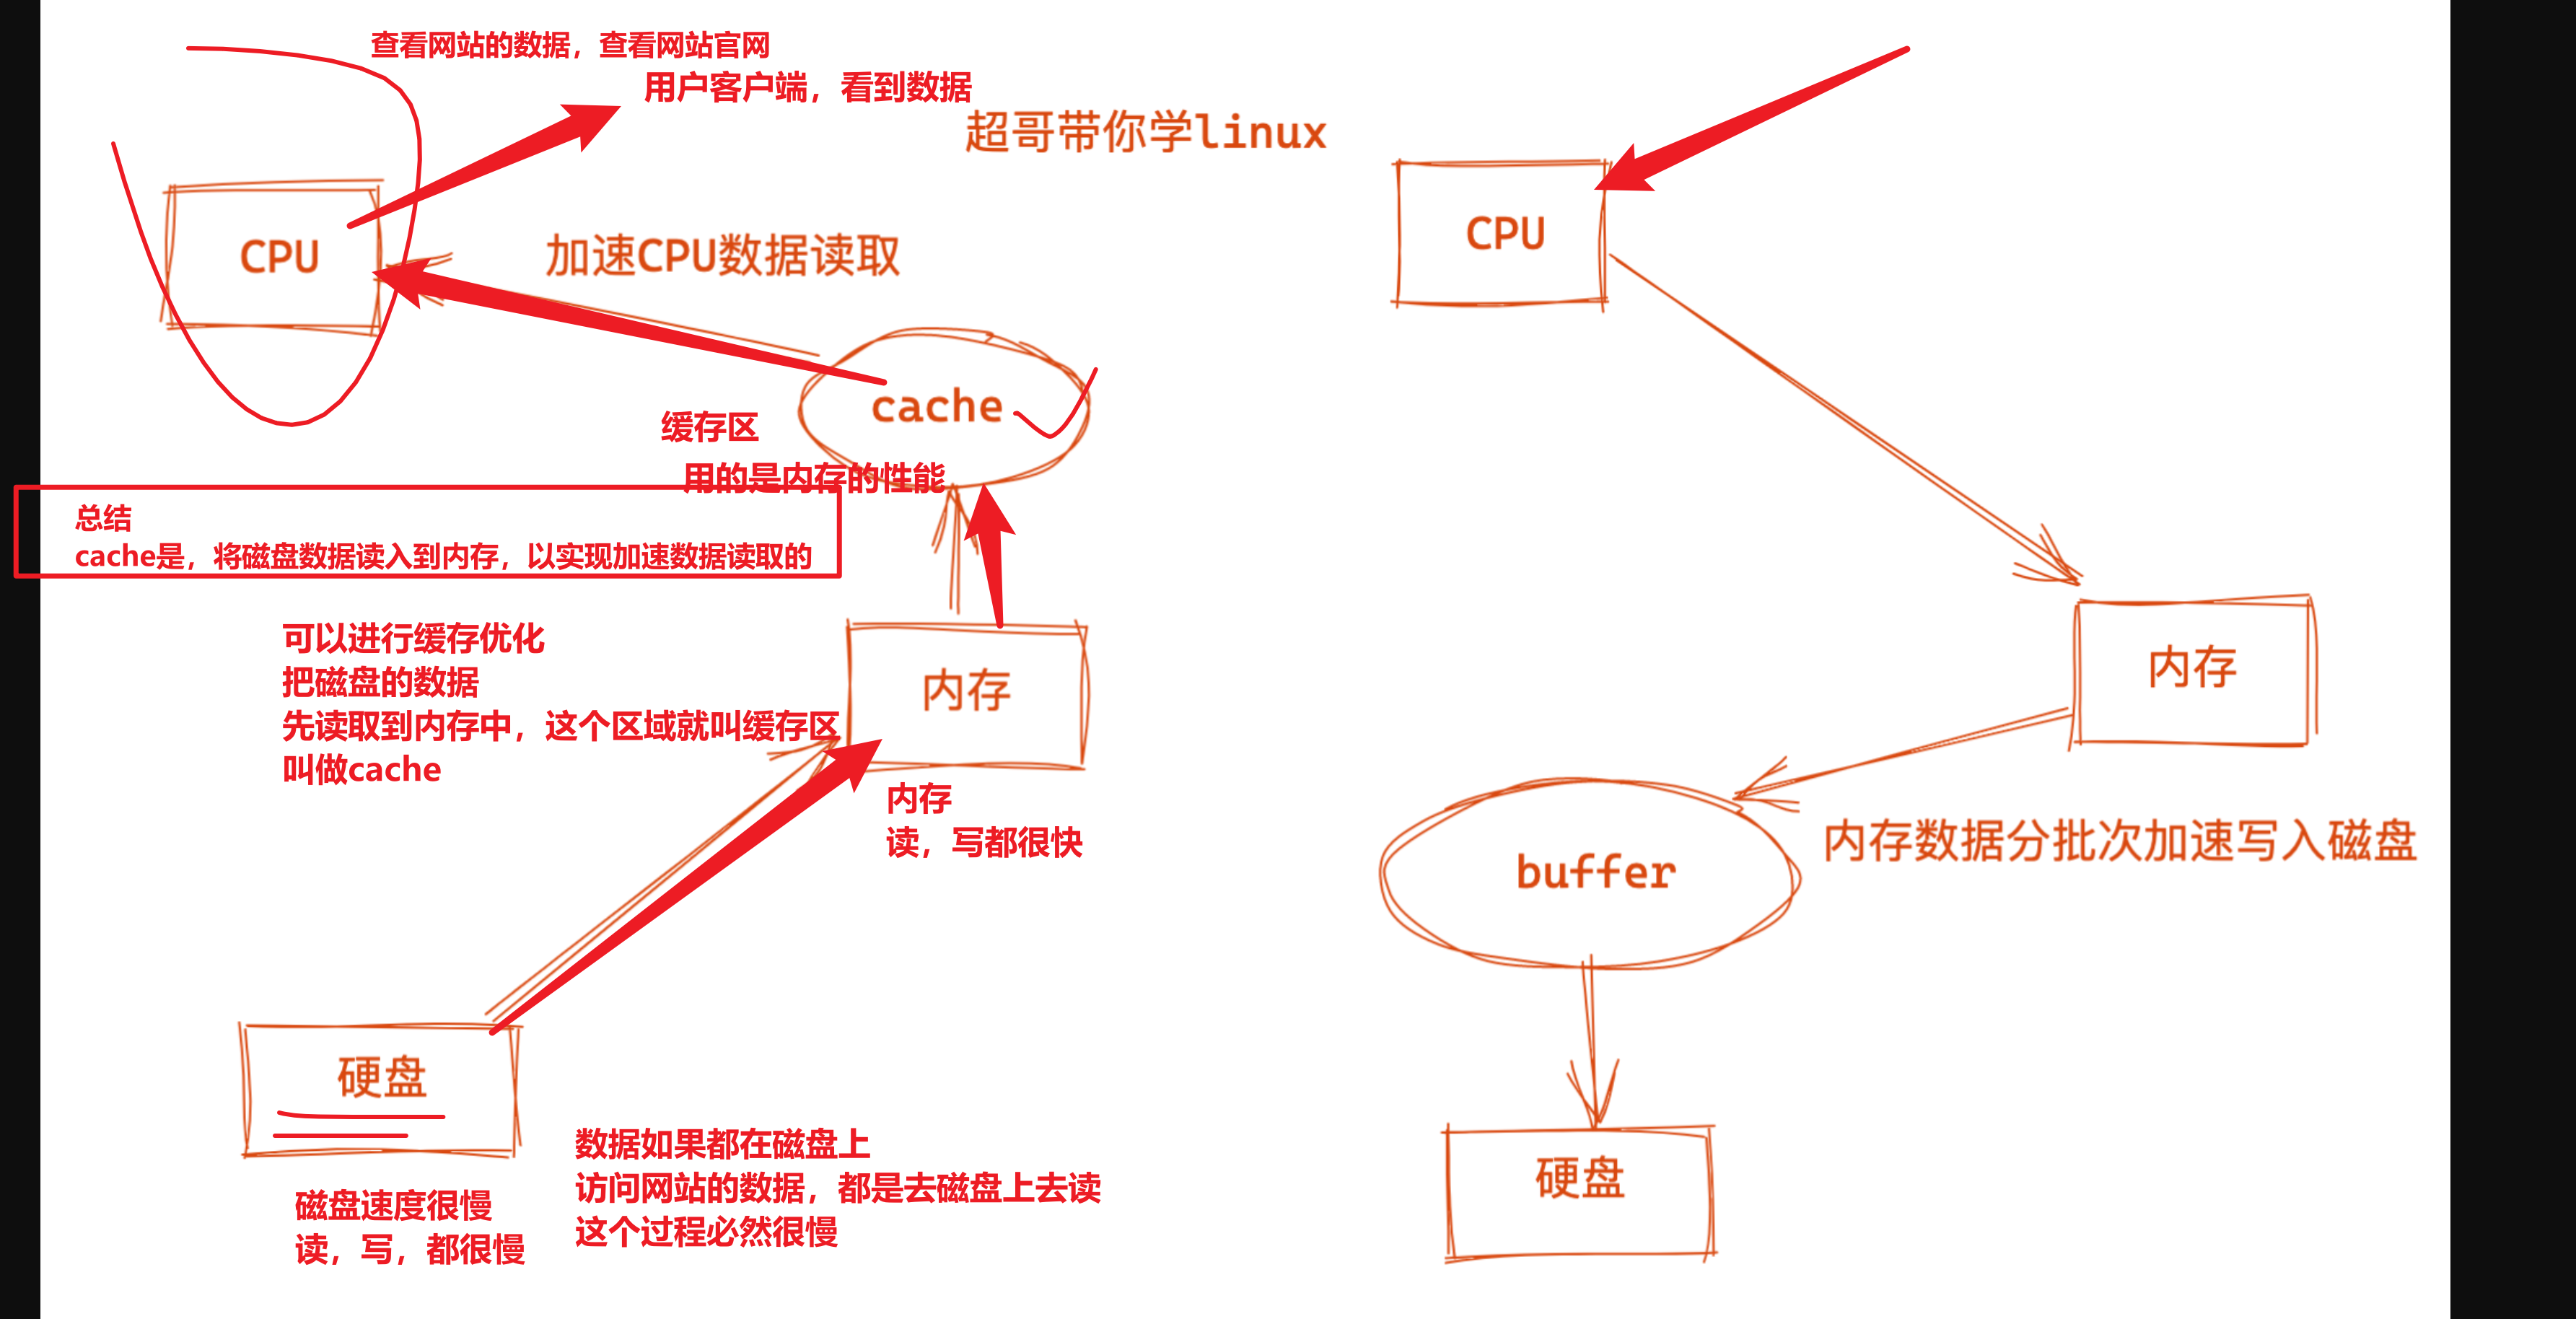 查看网站的数据，查看网站官网
用户客户端，看到数据
超哥带你学linux
CPU
加速CPU数据读取
cache
缓存区
用的是内存的性能
总结
cache是，将磁盘数据读入到内存，以实现加速数据读取的
可以进行缓存优化
把磁盘的数据
先读取到内存中，这个区域就叫缓存区
叫做cache
内存
内存
读，写都很快
硬盘
磁盘速度很慢
读，写，都很慢
数据如果都在磁盘上
访问网站的数据，都是去磁盘上去读
这个过程必然很慢
CPU
内存
buffer
内存数据分批次加速写入磁盘
硬盘